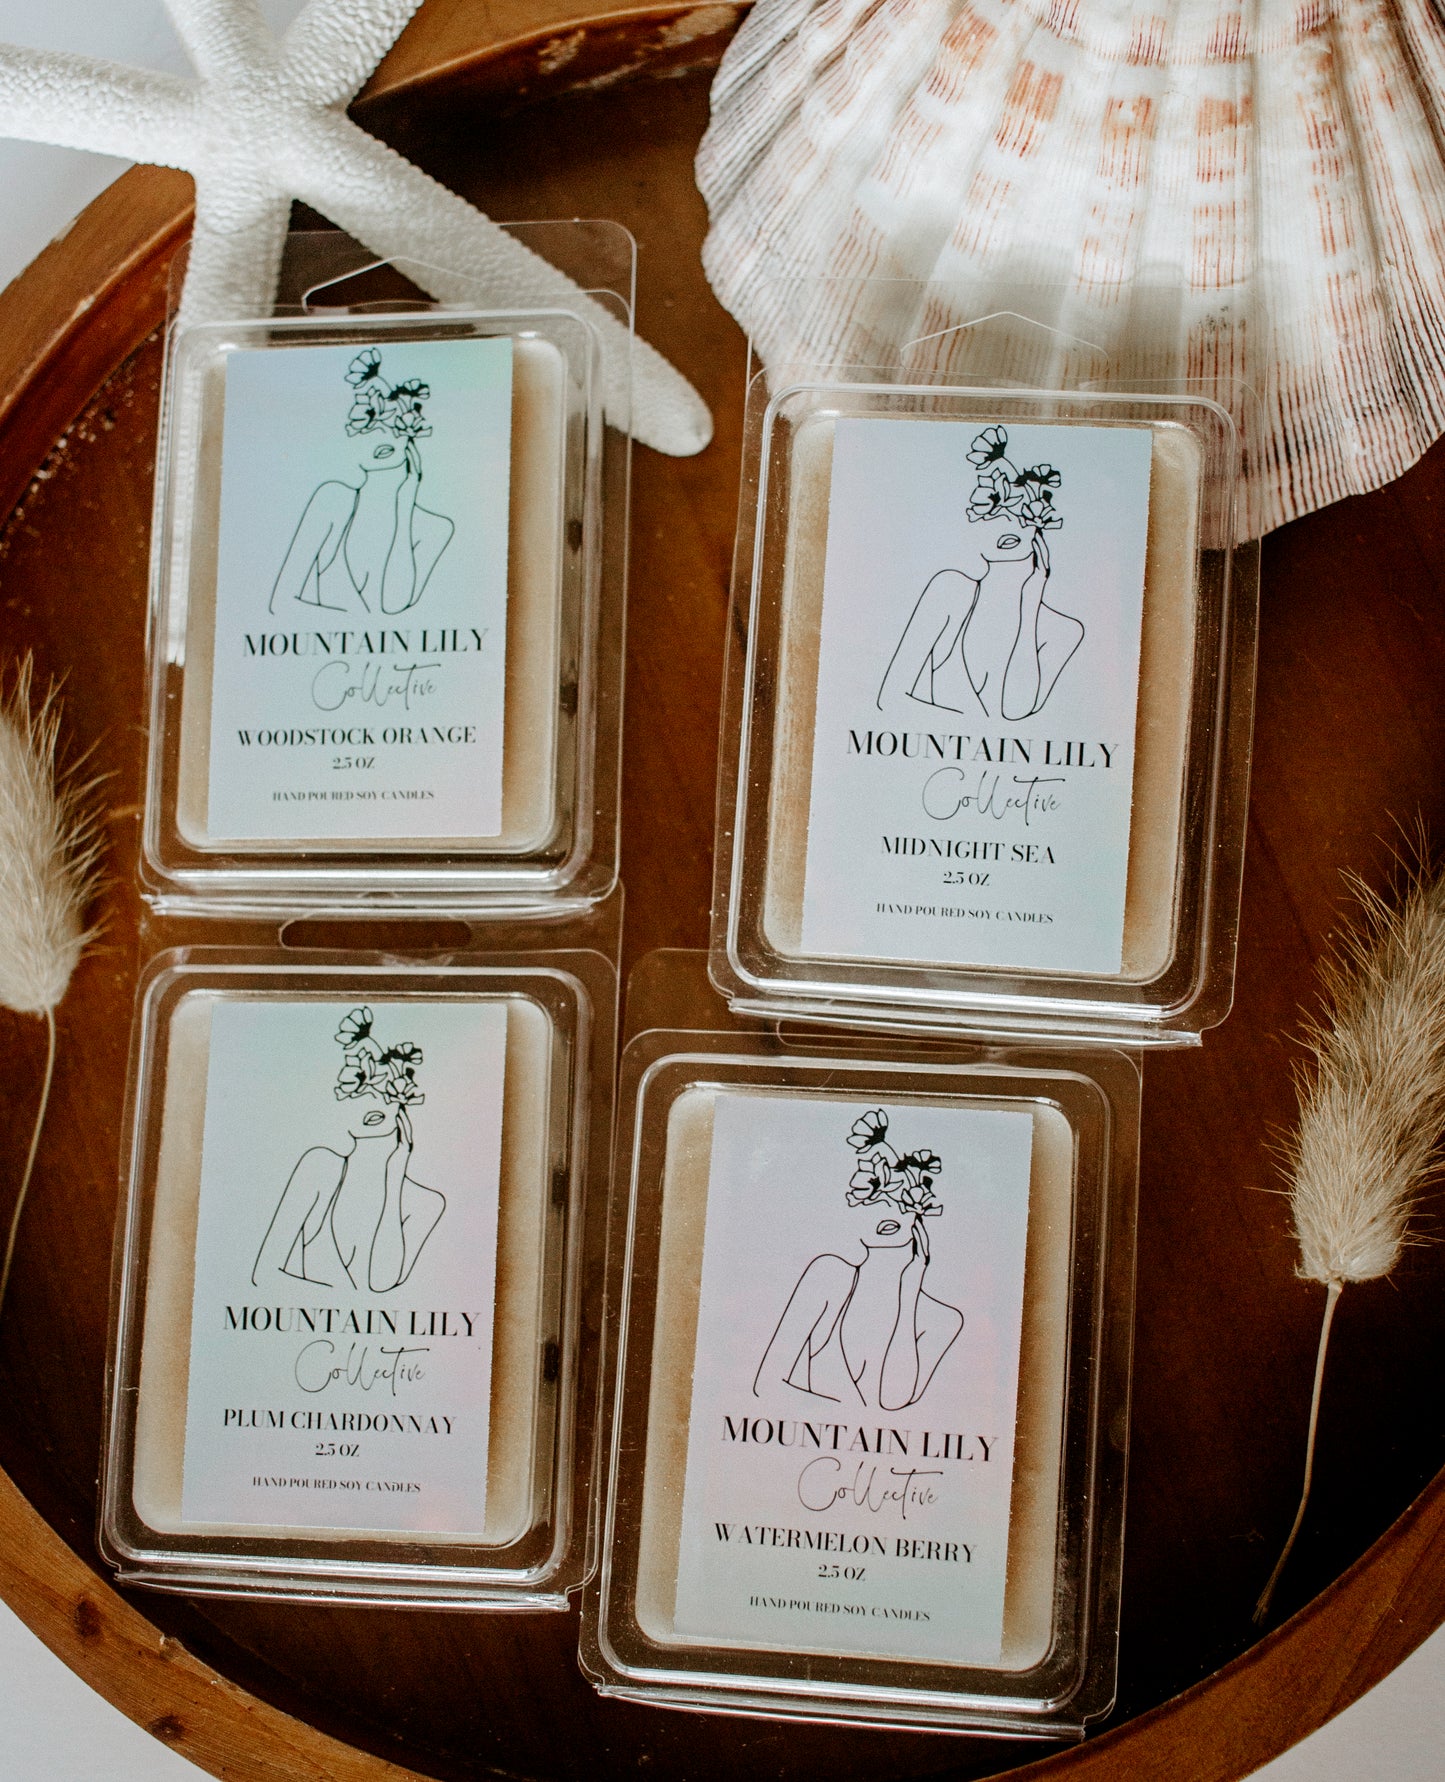 MOUNTAIN LILY
Collective
WOODSTOCK ORANGE
2.5 OZ
HAND POURED SOY CANDLES
MOUNTAIN LILY
Collective
MIDNIGHT SEA
2.5 OZ
HAND POURED SOY CANDLES
MOUNTAIN LILY
Collective
PLUM CHARDONNAY
2.5 OZ
HAND POURED SOY CANDLES
MOUNTAIN LILY
Collective
WATERMELON BERRY
2.5 OZ
HAND POURED SOY CANDLES